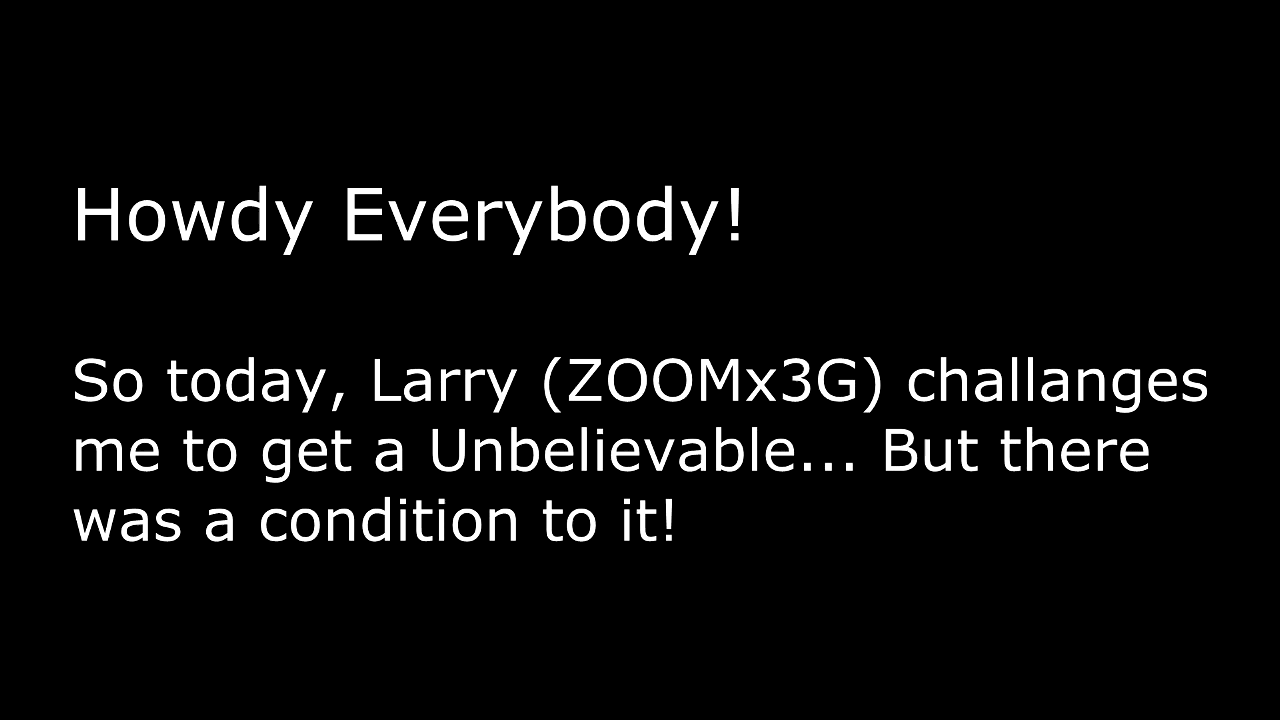 Howdy Everybody!
So today, Larry (ZOOMx3G) challanges
me to get a Unbelievable... But there
was a condition to it!